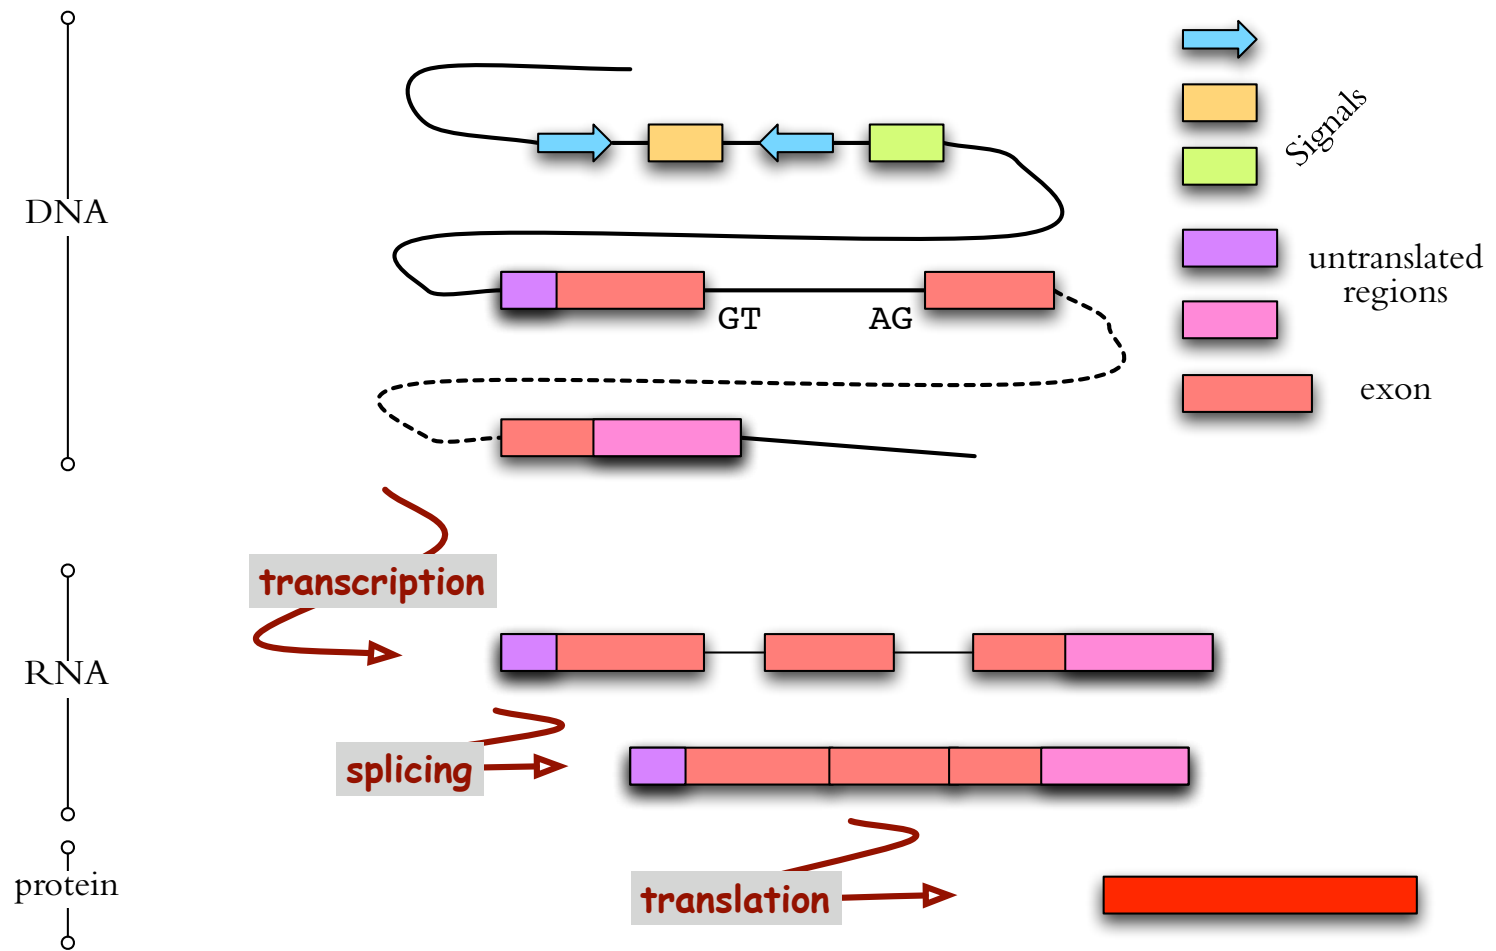 Signals
DNA
untranslated
regions
GT
AG
exon
transcription
RNA
splicing
protein
translation